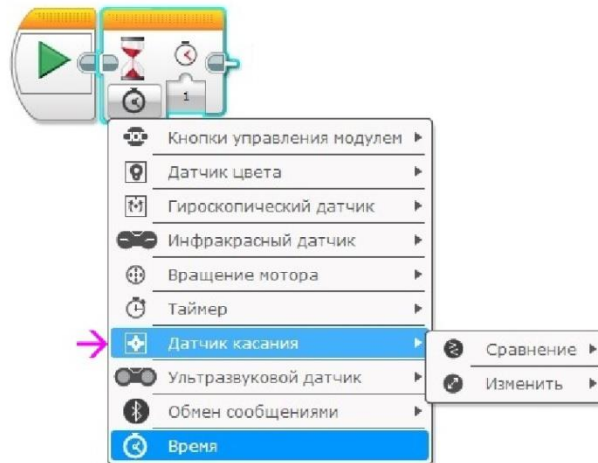 1
Кнопки управления модулем
Датчик цвета
Гироскопический датчик
Инфракрасный датчик
Вращение мотора
Таймер
Датчик касания
Сравнение
Ультразвуковой датчик
Изменить
Обмен сообщениями
Время